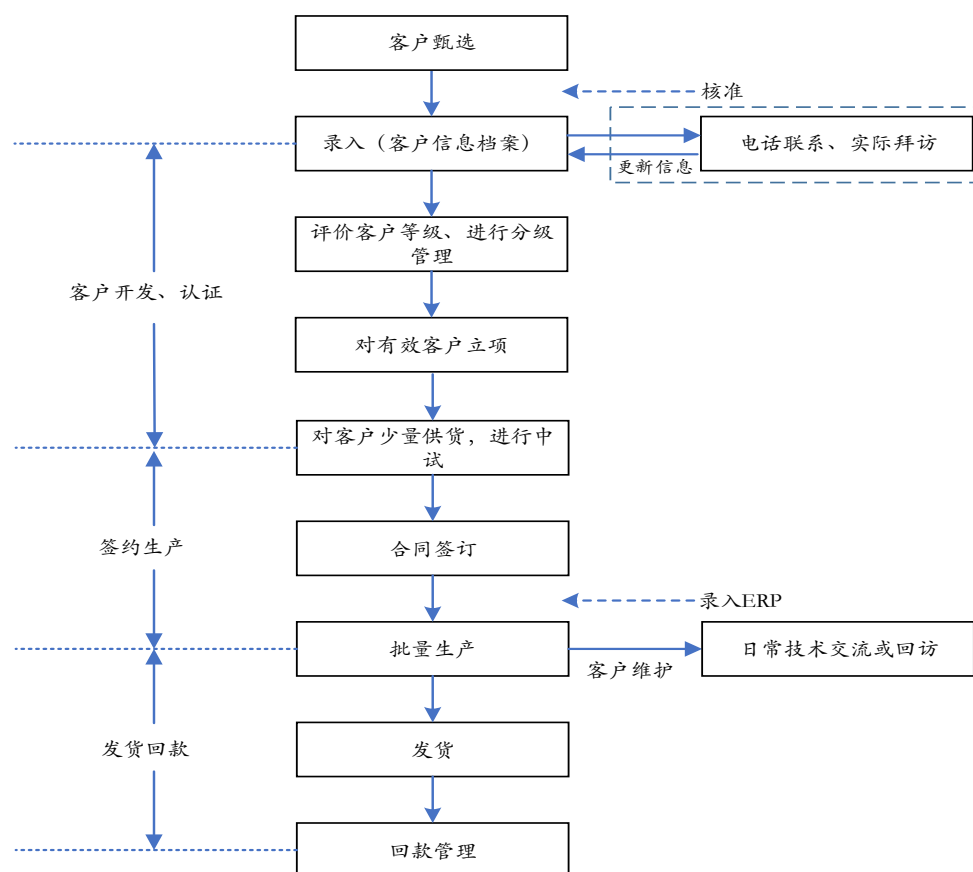 客户甄选
核准
录入（客户信息档案）
电话联系、实际拜访
更新信息
评价客户等级、进行分级
管理
客户开发、认证
对有效客户立项
对客户少量供货，进行中
试
签约生产
合同签订
录入ERP
批量生产
日常技术交流或回访
客户维护
发货回款
发货
回款管理